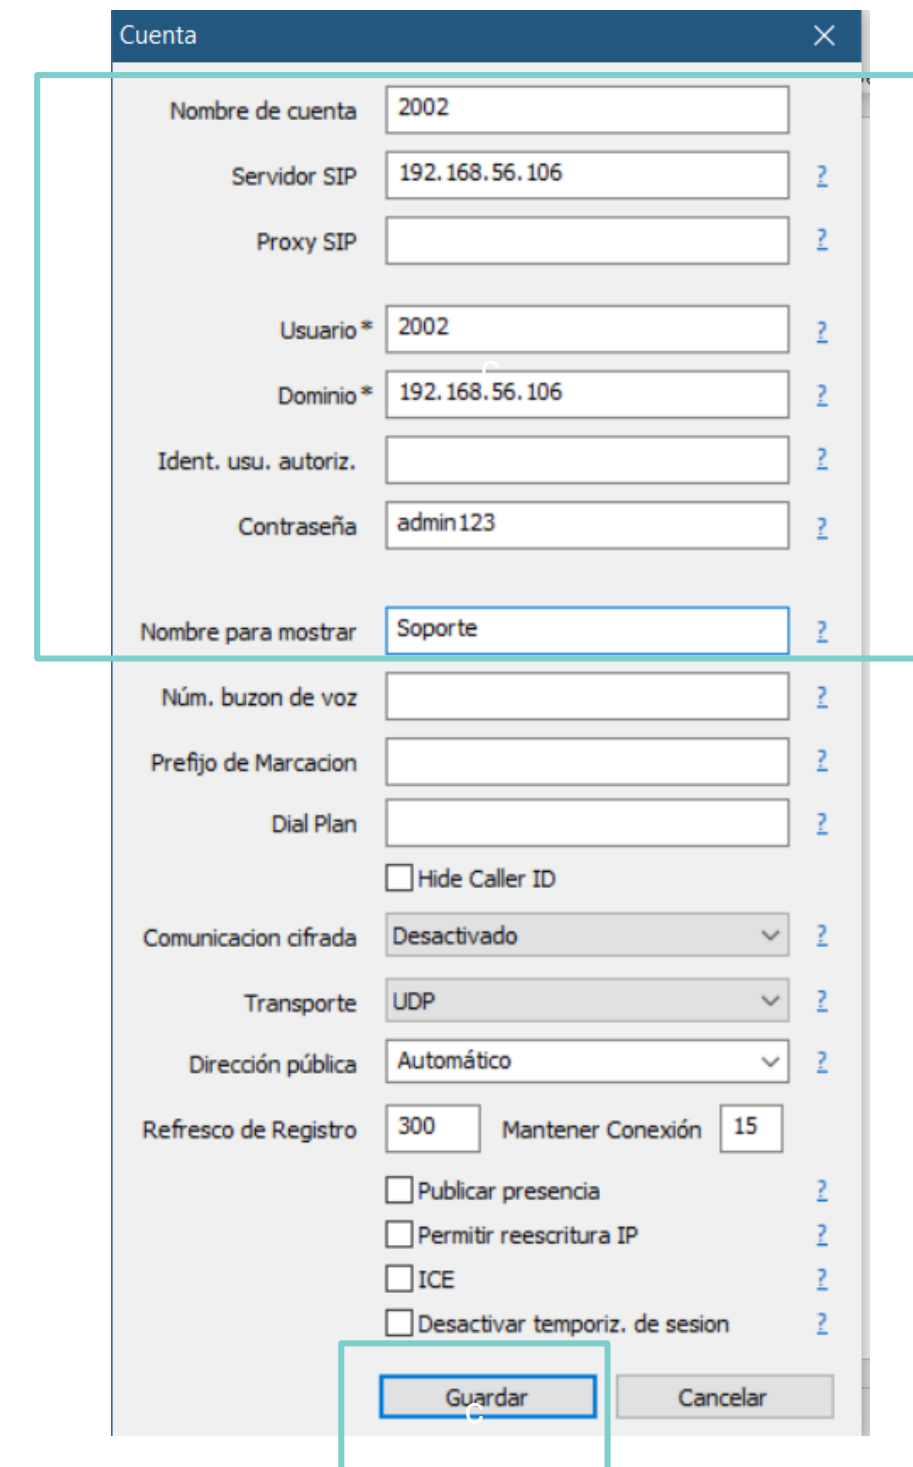 Cuenta
Nombre de cuenta 2002
Servidor SIP 192.168.56.106 ?
Proxy SIP ?
Usuario* 2002 ?
c
Dominio* 192.168.56.106 ?
Ident. usu. autoriz. ?
Contraseña admin123 ?
Nombre para mostrar Soporte ?
Núm. buzon de voz ?
Prefijo de Marcacion ?
Dial Plan ?
Hide Caller ID
Comunicacion cifrada Desactivado ?
Transporte UDP ?
Dirección pública Automático ?
Refresco de Registro 300 Mantener Conexión 15
Publicar presencia ?
Permitir reescritura IP ?
ICE ?
Desactivar temporiz. de sesion ?
Guardar Cancelar
c